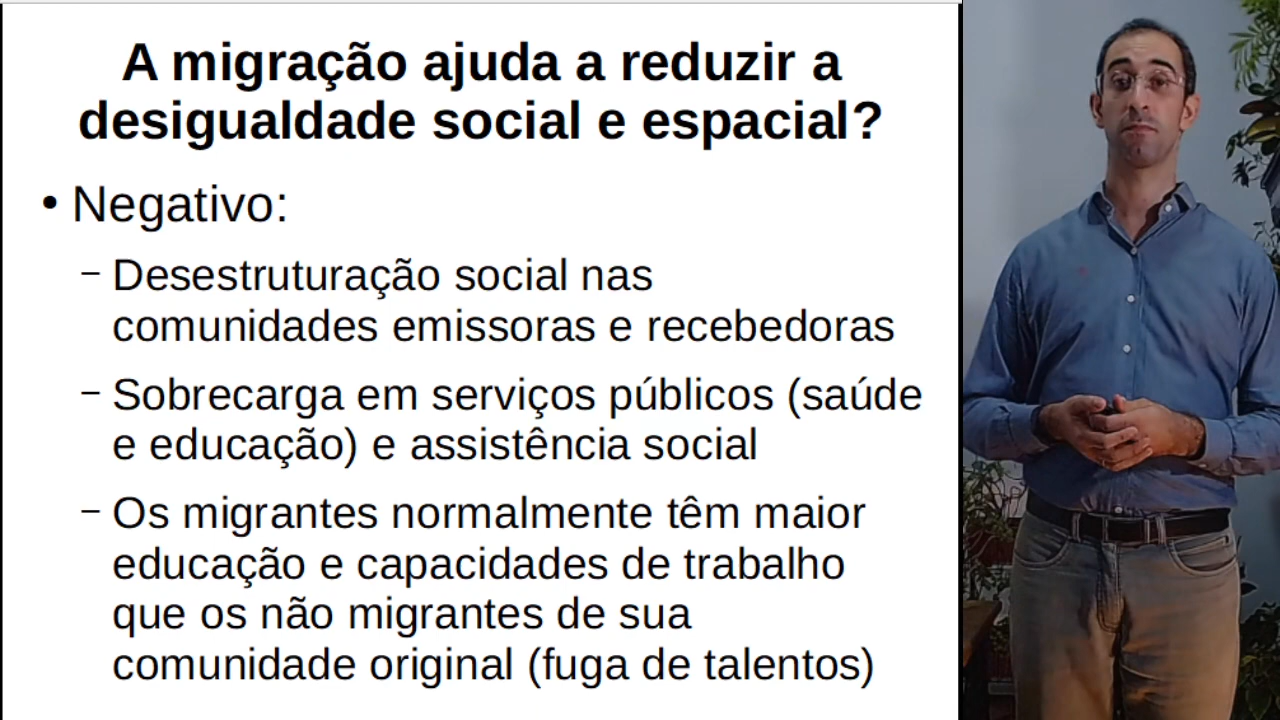 A migração ajuda a reduzir a
desigualdade social e espacial?
• Negativo:
– Desestruturação social nas
comunidades emissoras e recebedoras
– Sobrecarga em serviços públicos (saúde
e educação) e assistência social
– Os migrantes normalmente têm maior
educação e capacidades de trabalho
que os não migrantes de sua
comunidade original (fuga de talentos)